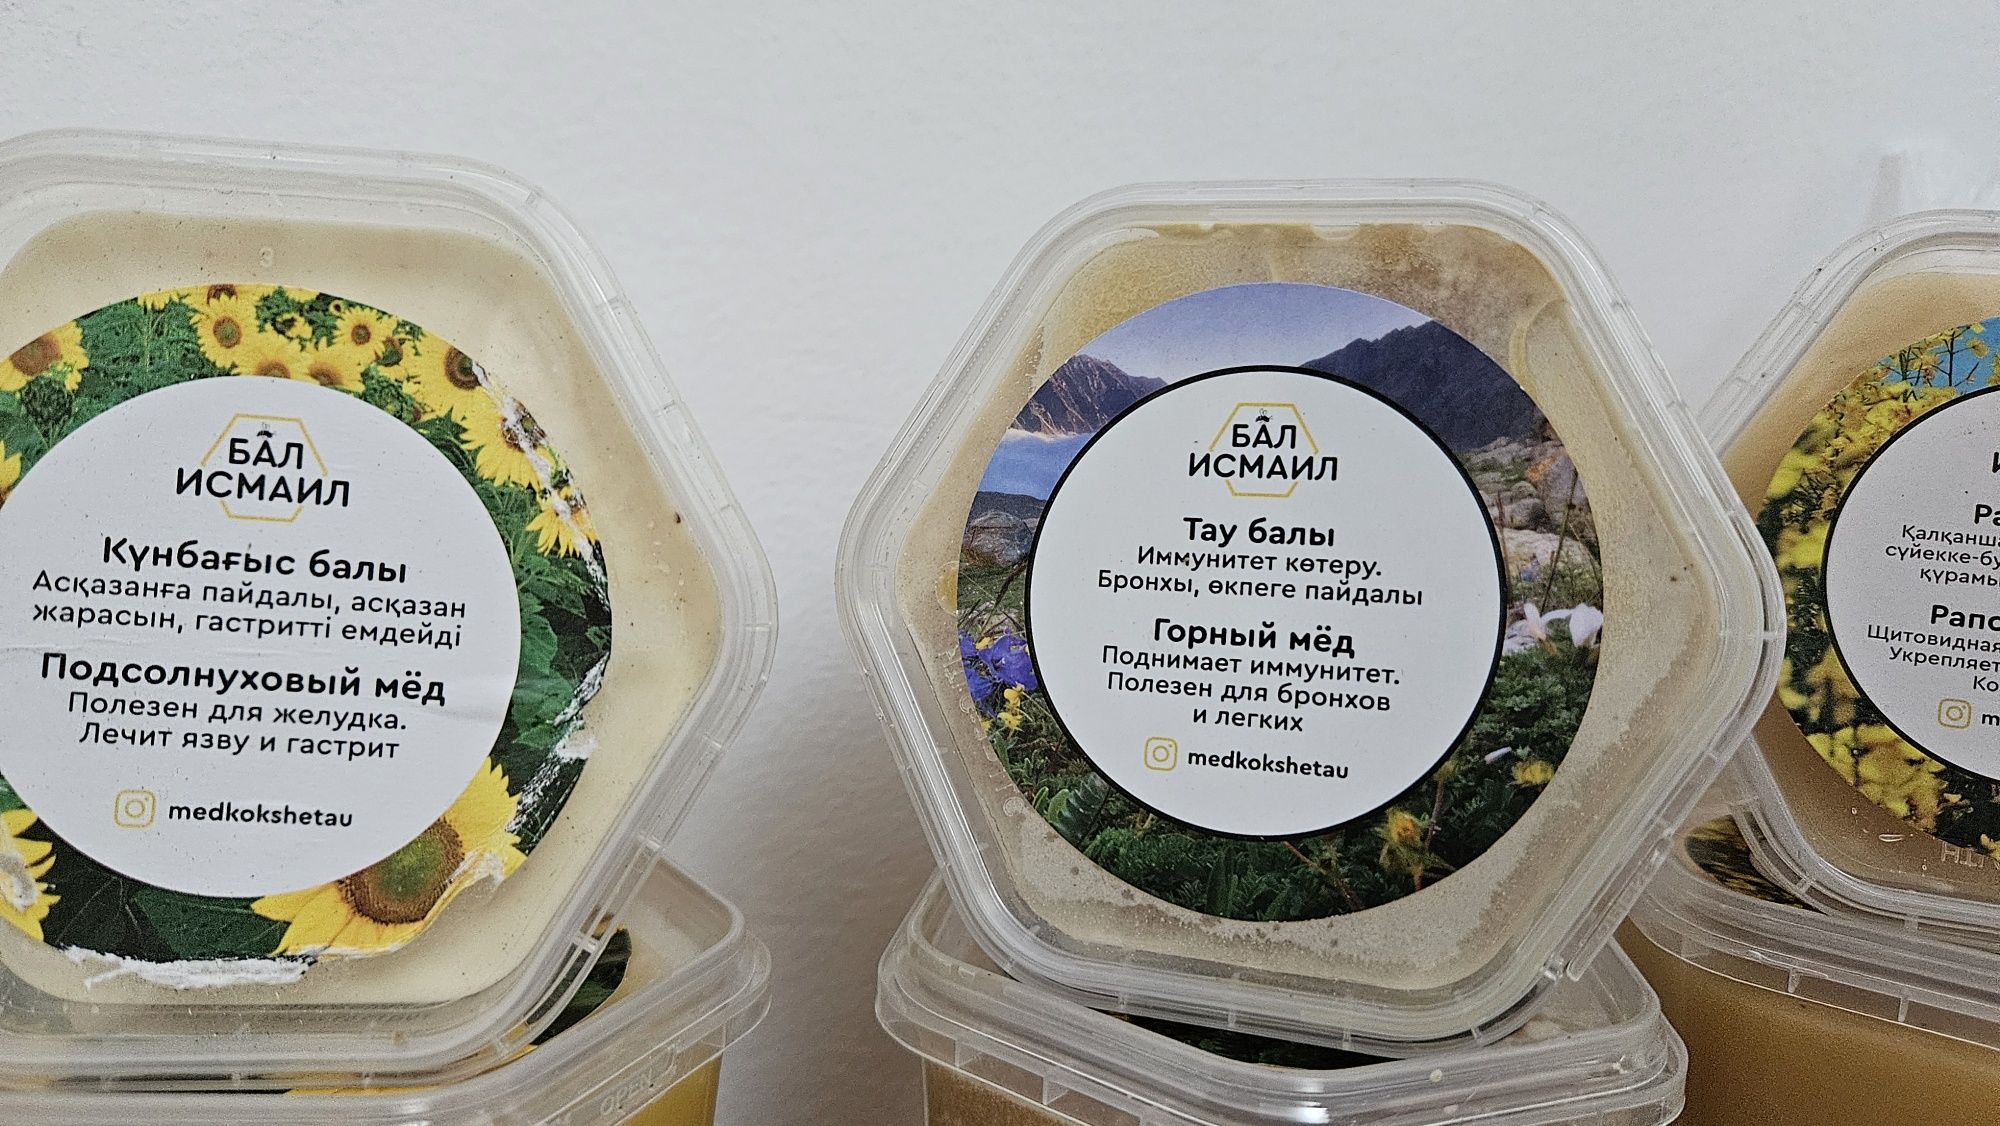 БАЛ
ИСМАИЛ
Күнбағыс балы
Асқазанға пайдалы, асқазан
жарасын, гастритті емдейді
Подсолнуховый мёд
Полезен для желудка.
Лечит язву и гастрит
medkokshetau
БАЛ
ИСМАИЛ
Тау балы
Иммунитет көтеру.
Бронхы, өкпеге пайдалы
Горный мёд
Поднимает иммунитет.
Полезен для бронхов
и легких
medkokshetau
Щитовидная
Укрепляет
OPEN